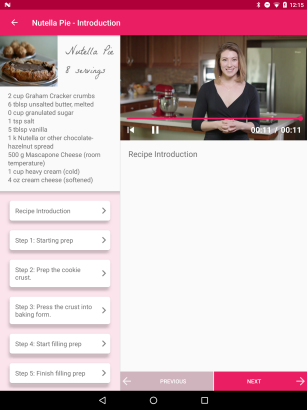 12:15
Nutella Pie - Introduction
Nutella Pie
8 servings
2 cup Graham Cracker crumbs
6 tblsp unsalted butter, melted
0 cup granulated sugar
1 tsp salt
5 tblsp vanilla
1 k Nutella or other chocolate-
hazelnut spread
500 g Mascapone Cheese (room
temperature)
1 cup heavy cream (cold)
4 oz cream cheese (softened)
00:11 / 00:11
Recipe Introduction
Recipe Introduction
Step 1: Starting prep
Step 2: Prep the cookie
crust.
Step 3: Press the crust into
baking form.
Step 4: Start filling prep
Step 5: Finish filling prep
PREVIOUS
NEXT